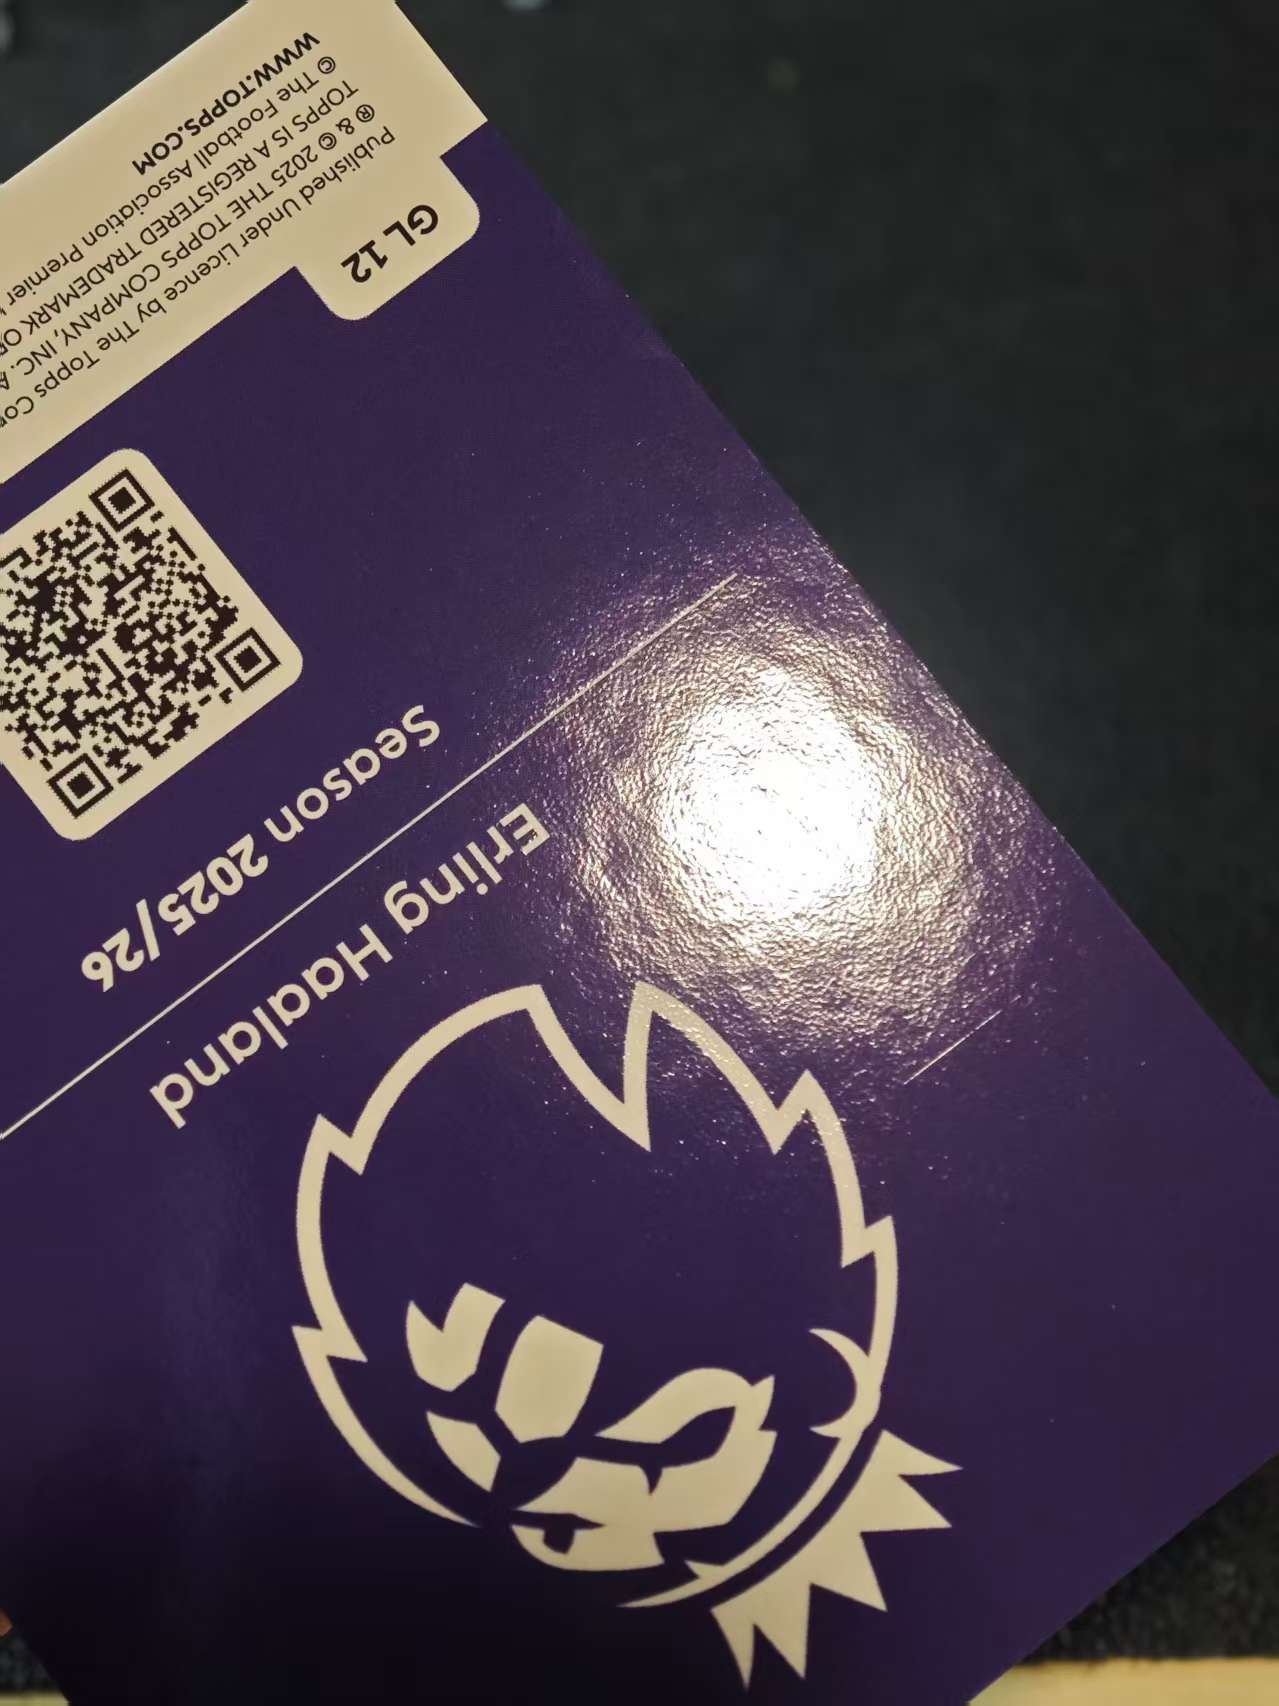 Erling Haaland
Season 2025/26
GL 12
Published Under Licence by The Topps
® & © 2025 THE TOPPS COMPANY, INC.
TOPPS IS A REGISTERED TRADEMARK
© The Football Association Premier
WWW.TOPPS.COM